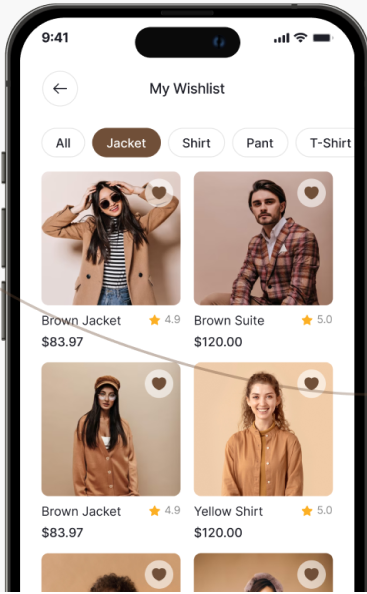 9:41
My Wishlist
All Jacket Shirt Pant T-Shirt
Brown Jacket 4.9 Brown Suite 5.0
$83.97 $120.00
Brown Jacket 4.9 Yellow Shirt 5.0
$83.97 $120.00